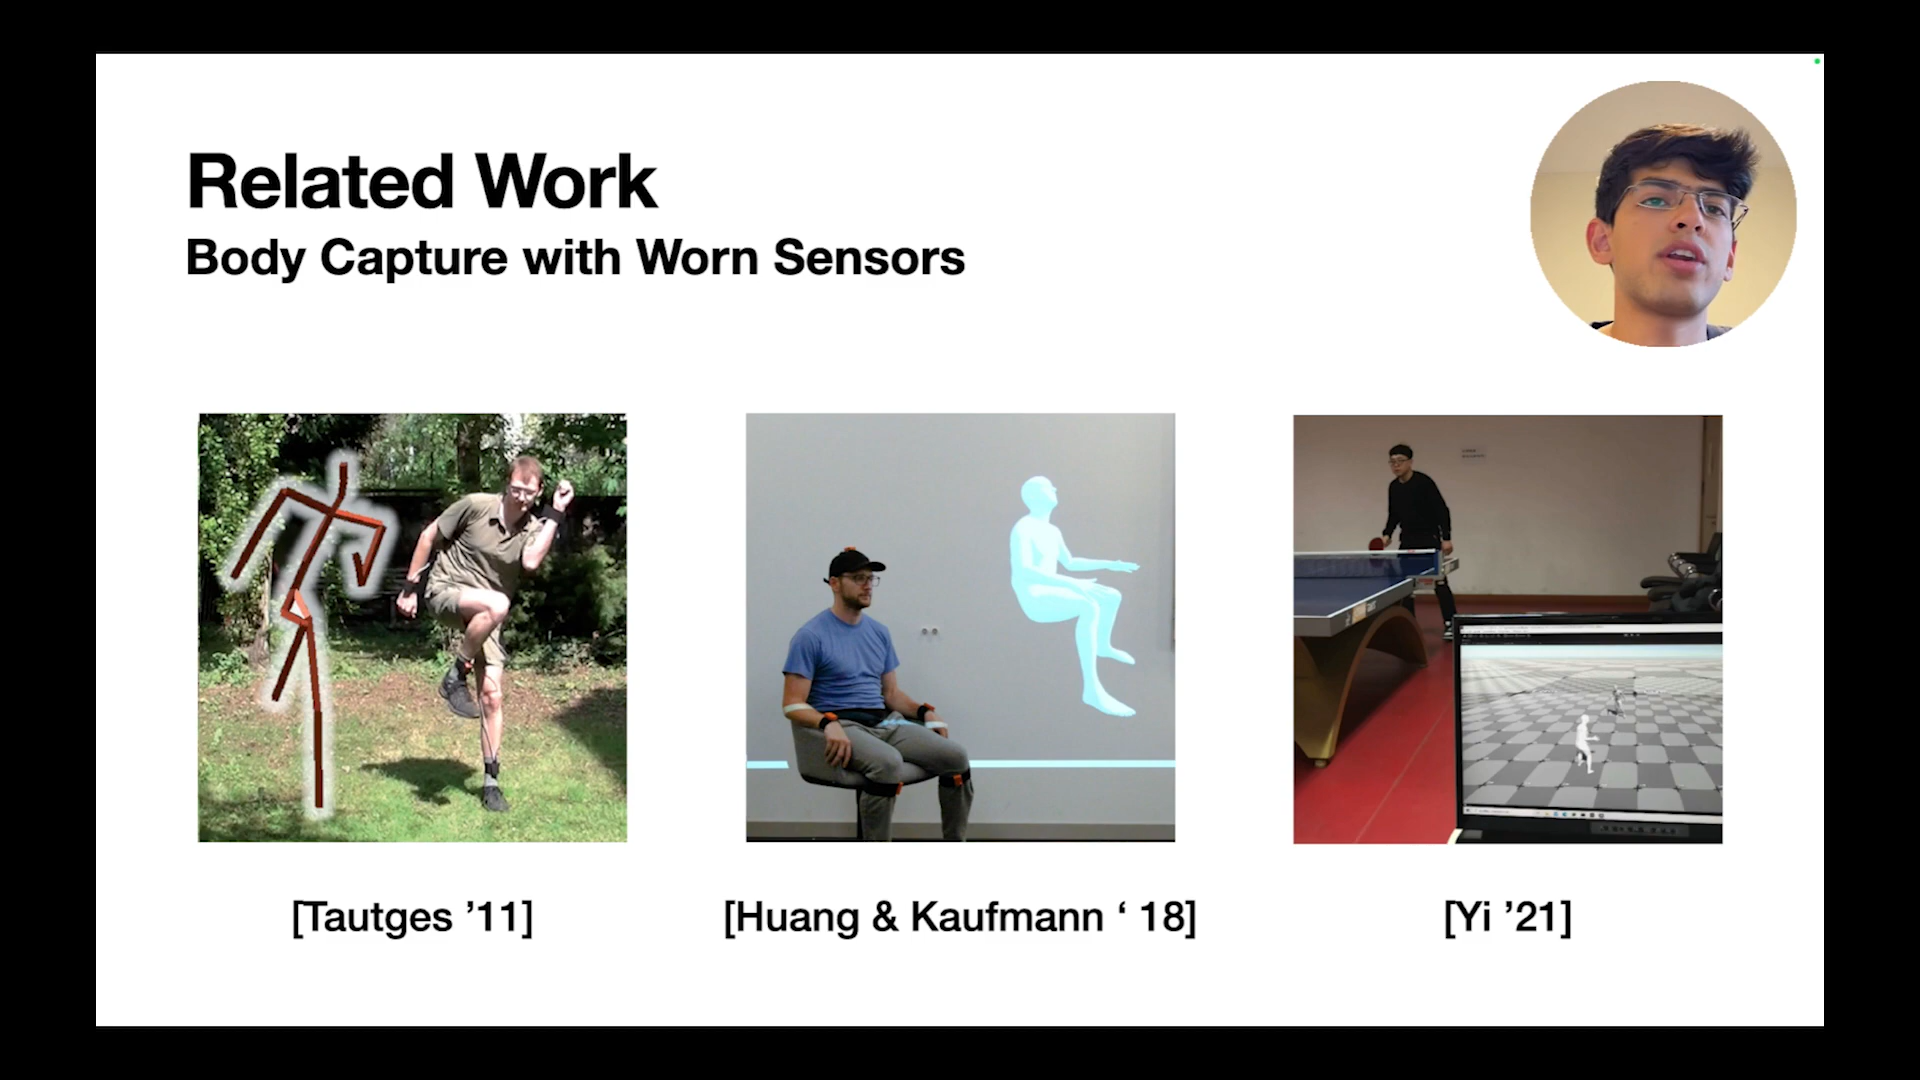 Related Work
Body Capture with Worn Sensors
[Tautges ’11]
[Huang & Kaufmann ‘ 18]
[Yi ’21]